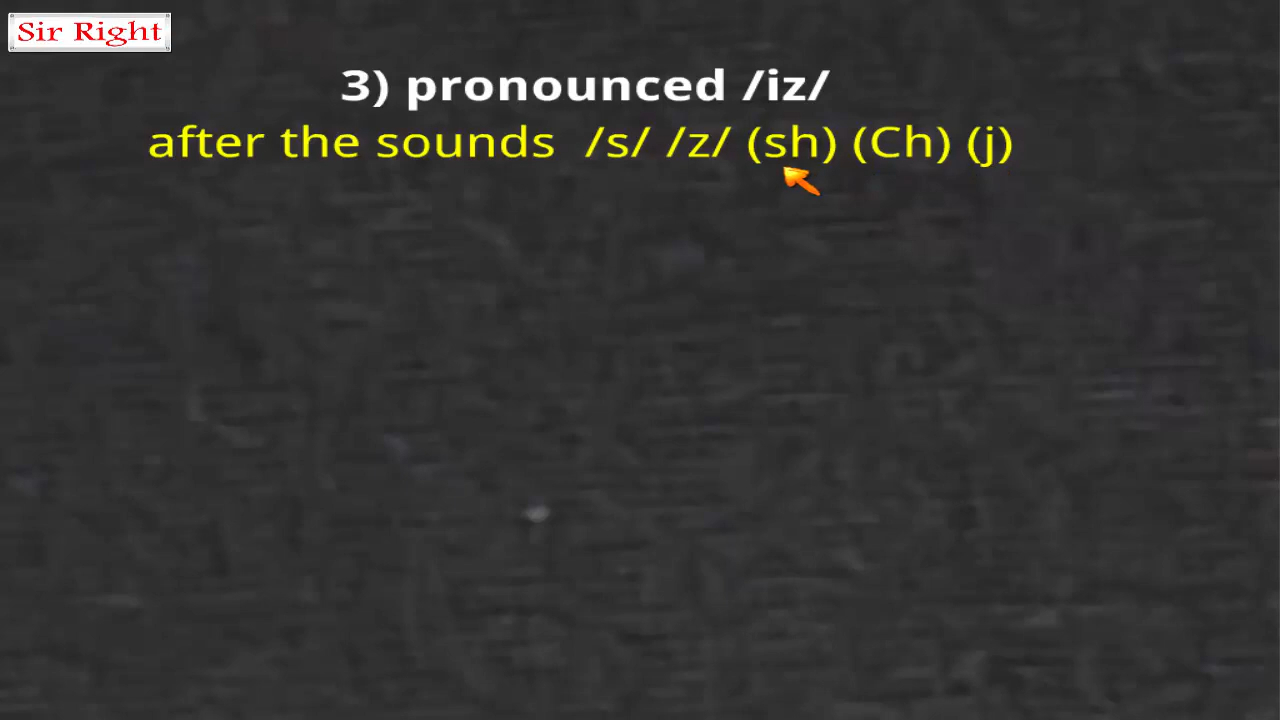 Sir Right
3) pronounced /iz/
after the sounds /s/ /z/ (sh) (Ch) (j)